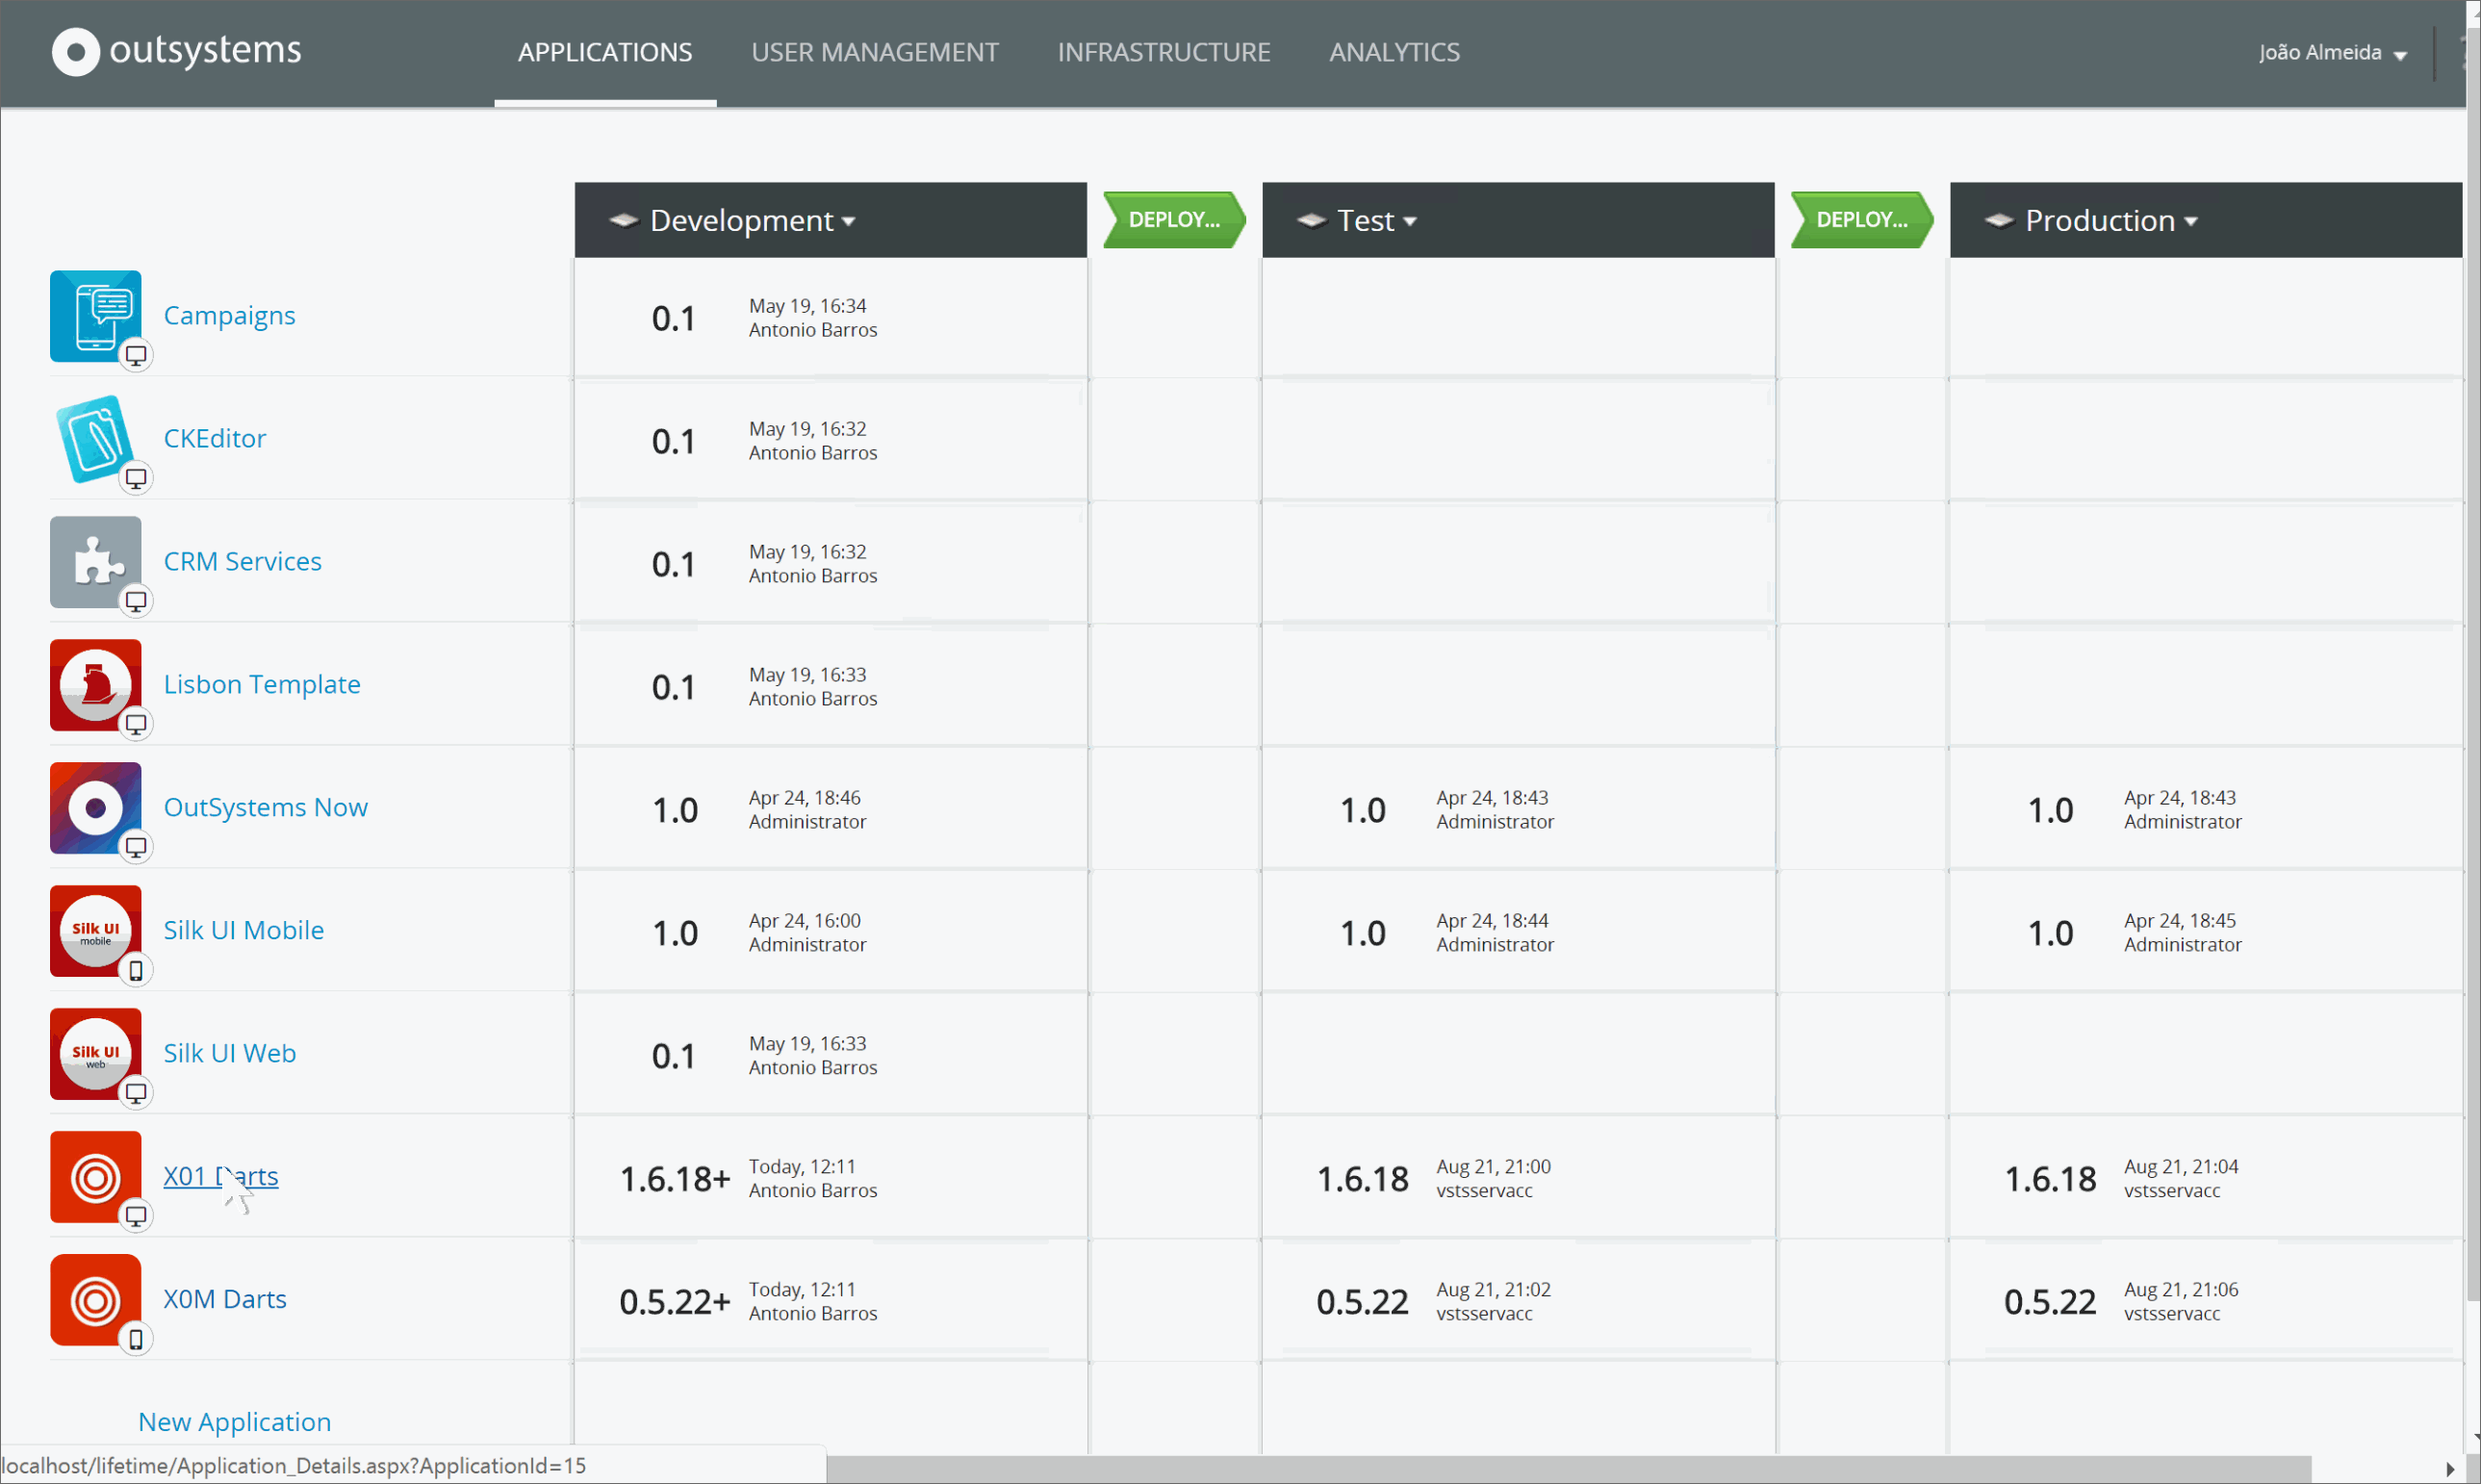 outsystems APPLICATIONS USER MANAGEMENT INFRASTRUCTURE ANALYTICS João Almeida
Development DEPLOY... Test DEPLOY... Production
Campaigns 0.1 May 19, 16:34
Antonio Barros
CKEditor 0.1 May 19, 16:32
Antonio Barros
CRM Services 0.1 May 19, 16:32
Antonio Barros
Lisbon Template 0.1 May 19, 16:33
Antonio Barros
OutSystems Now 1.0 Apr 24, 18:46 1.0 Apr 24, 18:43 1.0 Apr 24, 18:43
Administrator Administrator Administrator
Silk UI
mobile
Silk UI Mobile 1.0 Apr 24, 16:00 1.0 Apr 24, 18:44 1.0 Apr 24, 18:45
Administrator Administrator Administrator
Silk UI
web
Silk UI Web 0.1 May 19, 16:33
Antonio Barros
X01 Darts 1.6.18+ Today, 12:11 1.6.18 Aug 21, 21:00 1.6.18 Aug 21, 21:04
Antonio Barros vstsservacc vstsservacc
X0M Darts 0.5.22+ Today, 12:11 0.5.22 Aug 21, 21:02 0.5.22 Aug 21, 21:06
Antonio Barros vstsservacc vstsservacc
New Application
localhost/lifetime/Application_Details.aspx?ApplicationId=15